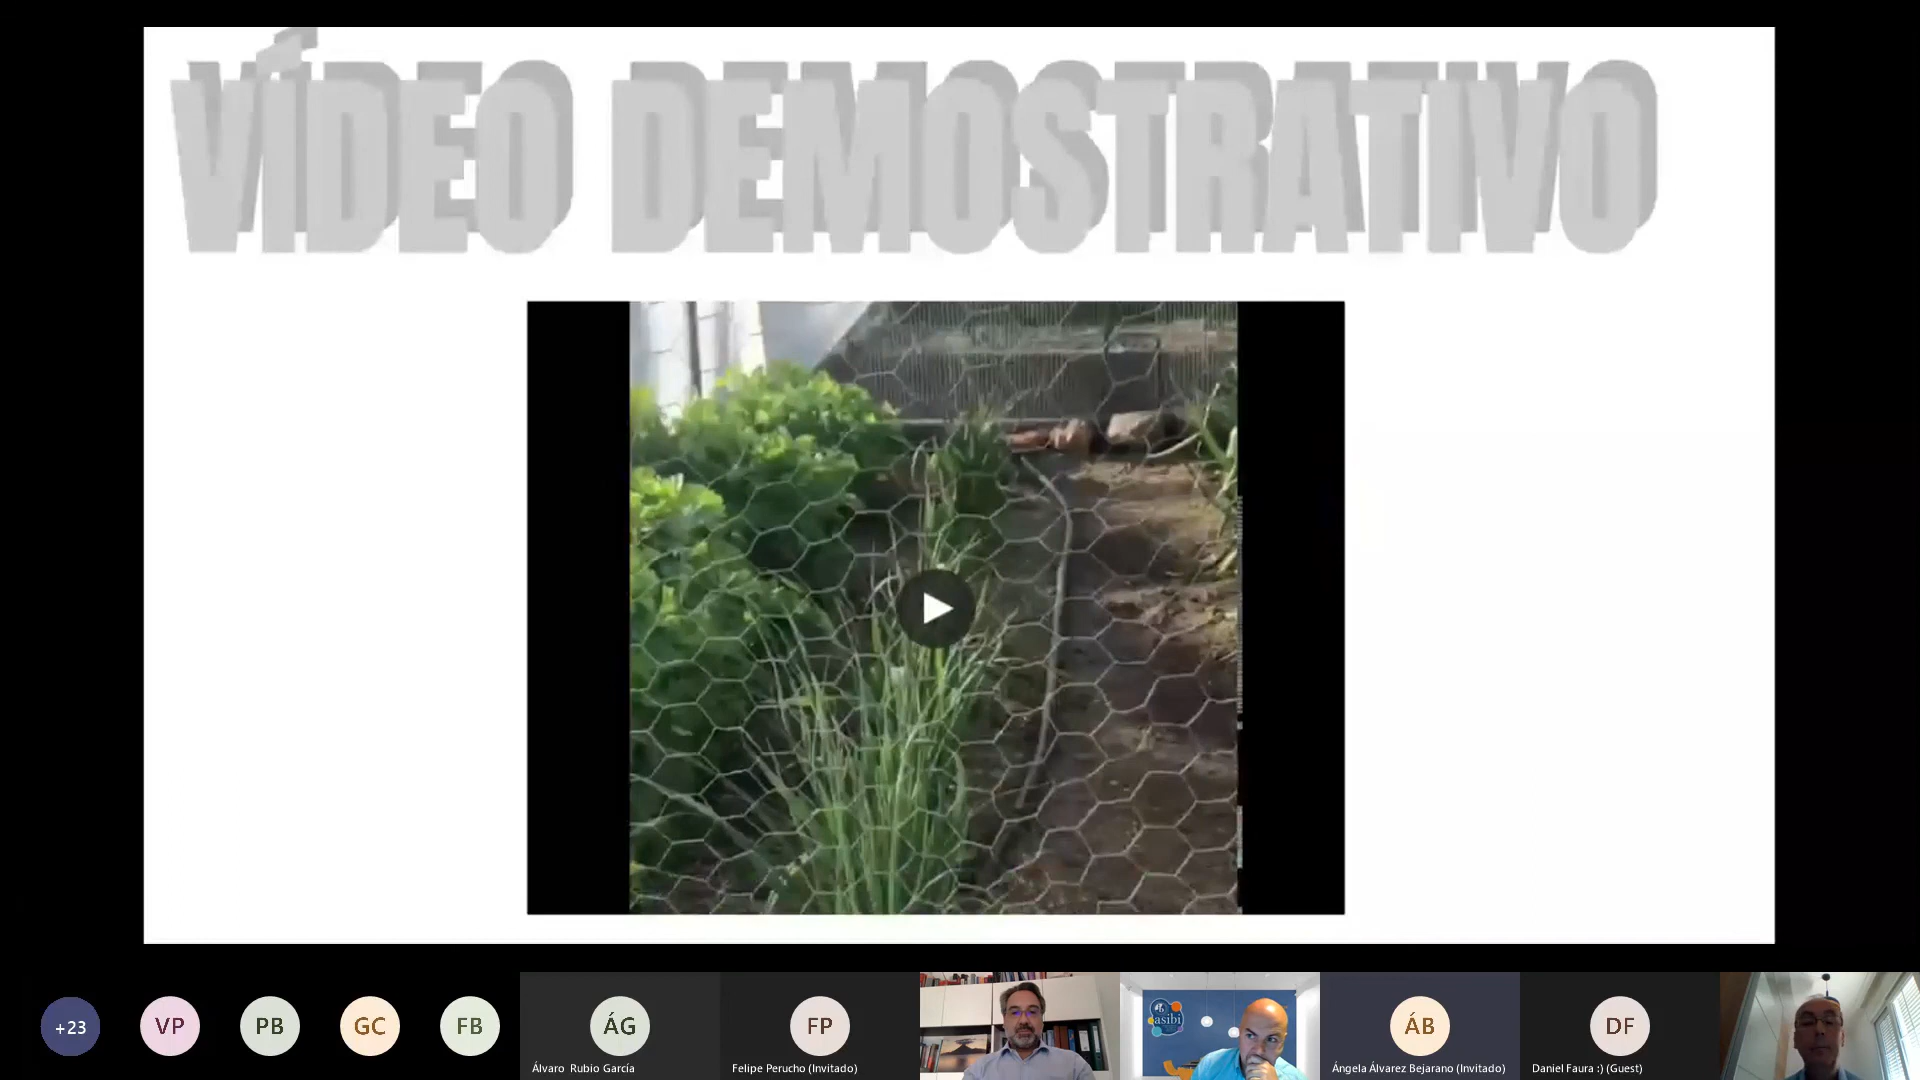 VÍDEO DEMOSTRATIVO
+23
VP
PB
GC
FB
ÁG
FP
ÁB
DF
asibi
Álvaro Rubio García
Felipe Perucho (Invitado)
Ángela Álvarez Bejarano (Invitado)
Daniel Faura :) (Guest)